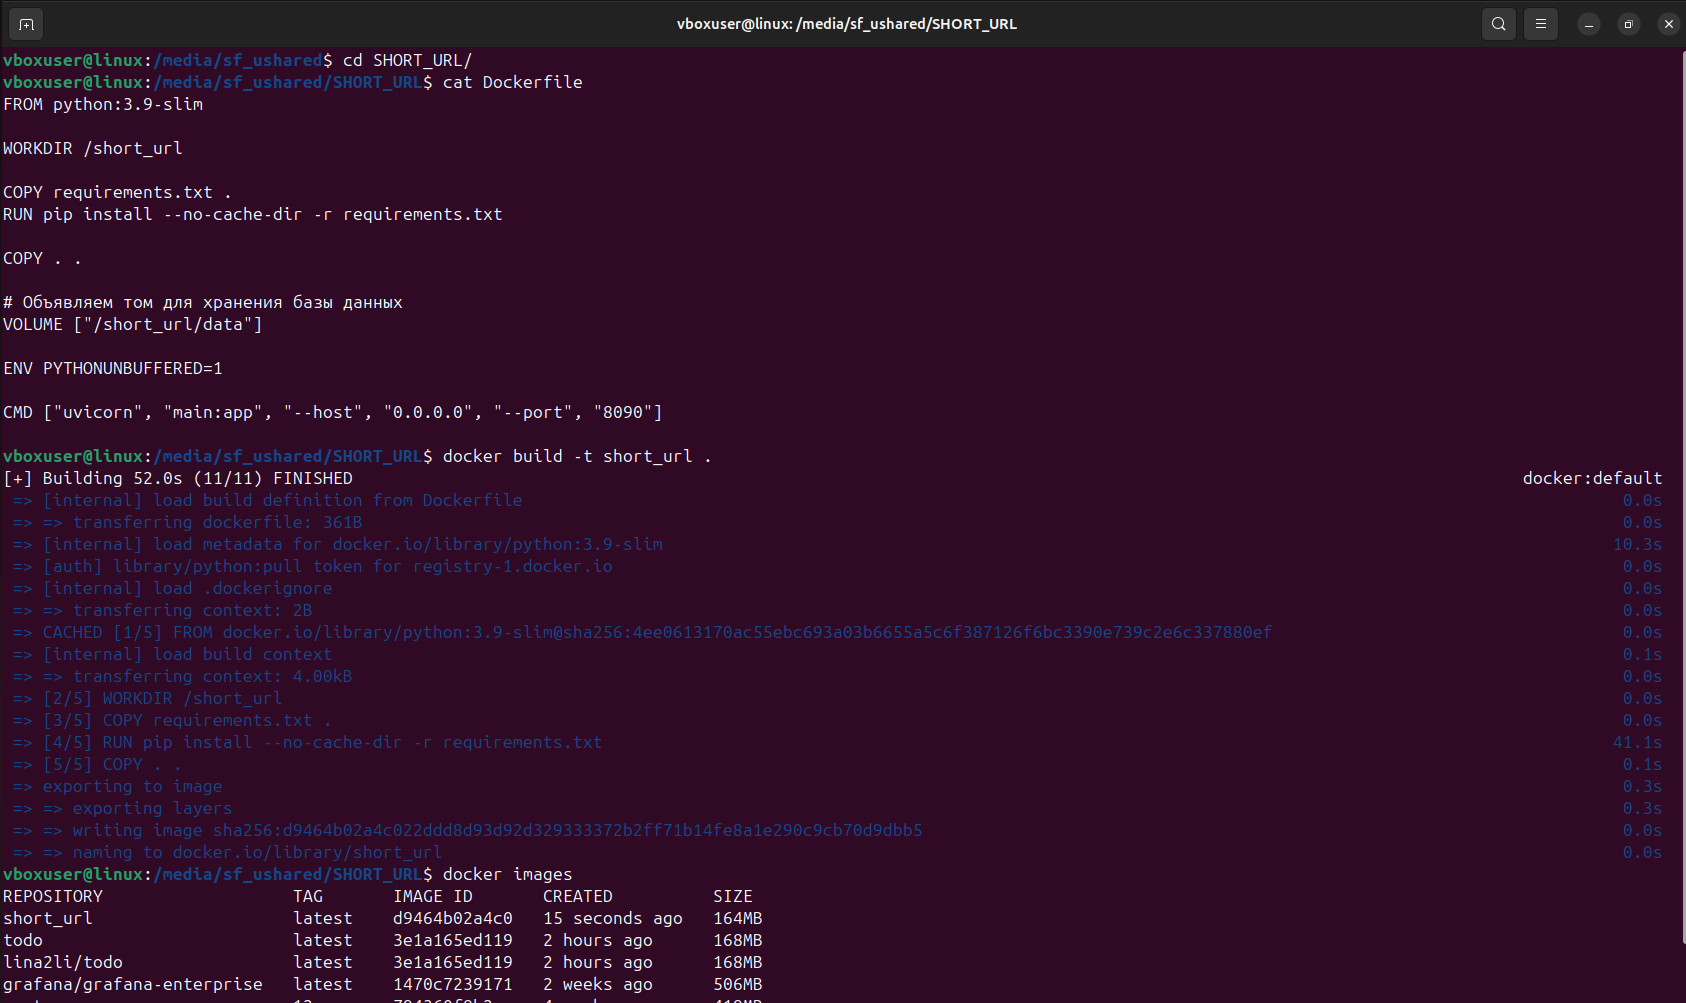 vboxuser@linux: /media/sf_ushared/SHORT_URL
vboxuser@linux:/media/sf_ushared$ cd SHORT_URL/
vboxuser@linux:/media/sf_ushared/SHORT_URL$ cat Dockerfile
FROM python:3.9-slim
WORKDIR /short_url
COPY requirements.txt .
RUN pip install --no-cache-dir -r requirements.txt
COPY . .
# Объявляем том для хранения базы данных
VOLUME ["/short_url/data"]
ENV PYTHONUNBUFFERED=1
CMD ["uvicorn", "main:app", "--host", "0.0.0.0", "--port", "8090"]
vboxuser@linux:/media/sf_ushared/SHORT_URL$ docker build -t short_url .
[+] Building 52.0s (11/11) FINISHED docker:default
=> [internal] load build definition from Dockerfile 0.0s
=> => transferring dockerfile: 361B 0.0s
=> [internal] load metadata for docker.io/library/python:3.9-slim 10.3s
=> [auth] library/python:pull token for registry-1.docker.io 0.0s
=> [internal] load .dockerignore 0.0s
=> => transferring context: 2B 0.0s
=> CACHED [1/5] FROM docker.io/library/python:3.9-slim@sha256:4ee0613170ac55ebc693a03b6655a5c6f387126f6bc3390e739c2e6c337880ef 0.0s
=> [internal] load build context 0.1s
=> => transferring context: 4.00kB 0.0s
=> [2/5] WORKDIR /short_url 0.0s
=> [3/5] COPY requirements.txt . 0.0s
=> [4/5] RUN pip install --no-cache-dir -r requirements.txt 41.1s
=> [5/5] COPY . . 0.1s
=> exporting to image 0.3s
=> => exporting layers 0.3s
=> => writing image sha256:d9464b02a4c022ddd8d93d92d329333372b2ff71b14fe8a1e290c9cb70d9dbb5 0.0s
=> => naming to docker.io/library/short_url 0.0s
vboxuser@linux:/media/sf_ushared/SHORT_URL$ docker images
REPOSITORY TAG IMAGE ID CREATED SIZE
short_url latest d9464b02a4c0 15 seconds ago 164MB
todo latest 3e1a165ed119 2 hours ago 168MB
lina2li/todo latest 3e1a165ed119 2 hours ago 168MB
grafana/grafana-enterprise latest 1470c7239171 2 weeks ago 506MB